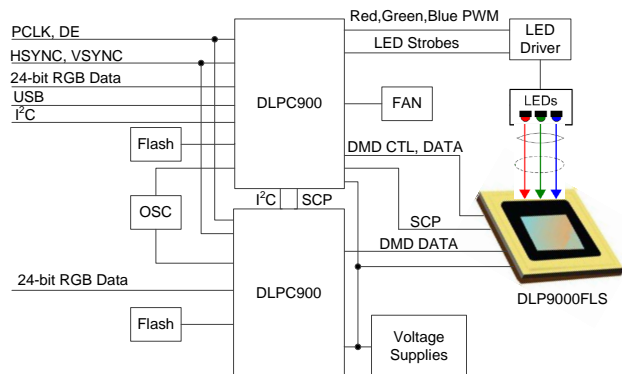 Red,Green,Blue PWM
PCLK, DE
LED Strobes
LED
Driver
HSYNC, VSYNC
24-bit RGB Data
USB
I²C
DLPC900
FAN
LEDs
Flash
DMD CTL, DATA
OSC
I²C
SCP
SCP
DMD DATA
24-bit RGB Data
DLPC900
DLP9000FLS
Flash
Voltage
Supplies